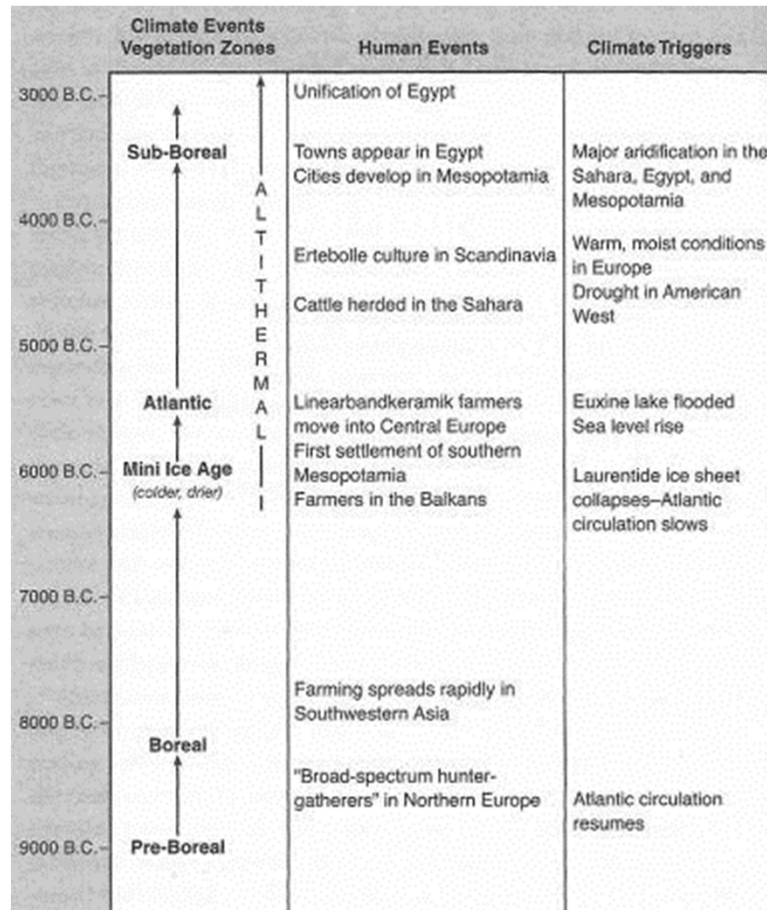 Climate Events
Vegetation Zones
Human Events
Climate Triggers
3000 B.C.
Unification of Egypt
Sub-Boreal
Towns appear in Egypt
Cities develop in Mesopotamia
Major aridification in the
Sahara, Egypt, and
Mesopotamia
4000 B.C.
ALTITHERMAL
Ertebolle culture in Scandinavia
Warm, moist conditions
in Europe
Cattle herded in the Sahara
Drought in American
West
5000 B.C.
Atlantic
Linearbandkeramik farmers
move into Central Europe
Euxine lake flooded
Sea level rise
First settlement of southern
Mesopotamia
6000 B.C.
Mini Ice Age
(colder, drier)
Farmers in the Balkans
Laurentide ice sheet
collapses–Atlantic
circulation slows
7000 B.C.
Farming spreads rapidly in
Southwestern Asia
8000 B.C.
Boreal
"Broad-spectrum hunter-
gatherers" in Northern Europe
Atlantic circulation
resumes
9000 B.C.
Pre-Boreal